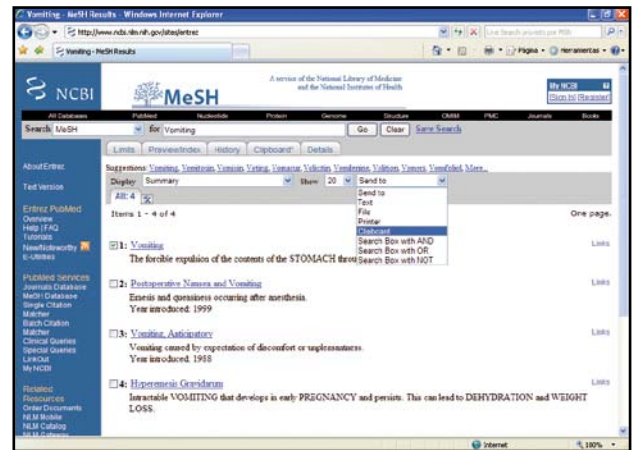 Vomiting - MeSH Results - Windows Internet Explorer
Vomiting - MeSH Results
Página
Herramientas
NCBI
MeSH
A service of the National Library of Medicine
and the National Institutes of Health
My NCBI
[Sign In] [Register]
All Databases PubMed Nucleotide Protein Genome Structure OMIM PMC Journals Books
Search MeSH for Vomiting Go Clear Save Search
Limits Preview/Index History Clipboard Details
About Entrez
Text Version
Entrez PubMed
Overview
Help | FAQ
Tutorials
New/Noteworthy
E-Utilities
PubMed Services
Journals Database
MeSH Database
Single Citation
Matcher
Batch Citation
Matcher
Clinical Queries
Special Queries
LinkOut
My NCBI
Related
Resources
Order Documents
NLM Mobile
NLM Catalog
NLM Gateway
Suggestions: Vomiting, More...
Display Summary Show 20 Send to
Send to
Text
File
Printer
Clipboard
Search Box with AND
Search Box with OR
Search Box with NOT
All: 4
Items 1 - 4 of 4
One page.
1: Vomiting Links
The forcible expulsion of the contents of the STOMACH
2: Postoperative Nausea and Vomiting Links
Emesis and queasiness occurring after anesthesia.
Year introduced: 1999
3: Vomiting, Anticipatory Links
Vomiting caused by expectation of discomfort or unpleasantness.
Year introduced: 1988
4: Hyperemesis Gravidarum Links
Intractable VOMITING that develops in early PREGNANCY and persists. This can lead to DEHYDRATION and WEIGHT
LOSS.
Internet
100%